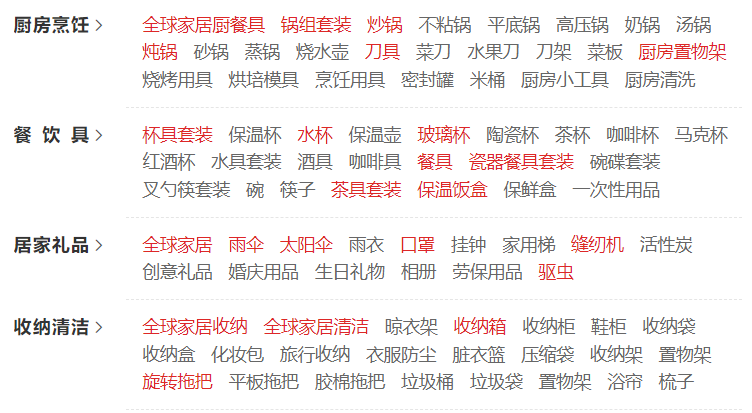 厨房烹饪 > 全球家居厨餐具 锅组套装 炒锅 不粘锅 平底锅 高压锅 奶锅 汤锅
炖锅 砂锅 蒸锅 烧水壶 刀具 菜刀 水果刀 刀架 菜板 厨房置物架
烧烤用具 烘培模具 烹饪用具 密封罐 米桶 厨房小工具 厨房清洗
餐饮具 > 杯具套装 保温杯 水杯 保温壶 玻璃杯 陶瓷杯 茶杯 咖啡杯 马克杯
红酒杯 水具套装 酒具 咖啡具 餐具 瓷器餐具套装 碗碟套装
叉勺筷套装 碗 筷子 茶具套装 保温饭盒 保鲜盒 一次性用品
居家礼品 > 全球家居 雨伞 太阳伞 雨衣 口罩 挂钟 家用梯 缝纫机 活性炭
创意礼品 婚庆用品 生日礼物 相册 劳保用品 驱虫
收纳清洁 > 全球家居收纳 全球家居清洁 晾衣架 收纳箱 收纳柜 鞋柜 收纳袋
收纳盒 化妆包 旅行收纳 衣服防尘 脏衣篮 压缩袋 收纳架 置物架
旋转拖把 平板拖把 胶棉拖把 垃圾桶 垃圾袋 置物架 浴帘 梳子